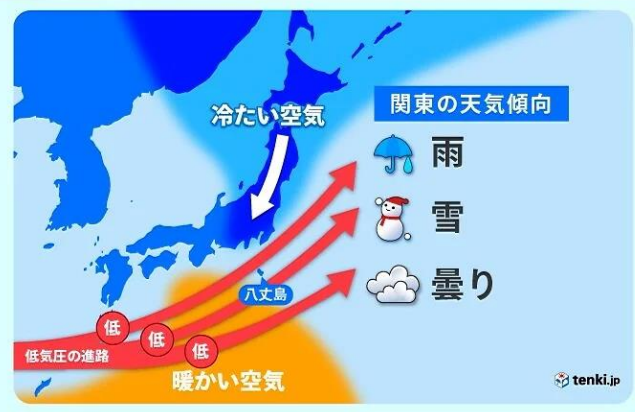 関東の天気傾向
冷たい空気
雨
雪
曇り
八丈島
低
低
低
低気圧の進路
暖かい空気
tenki.jp